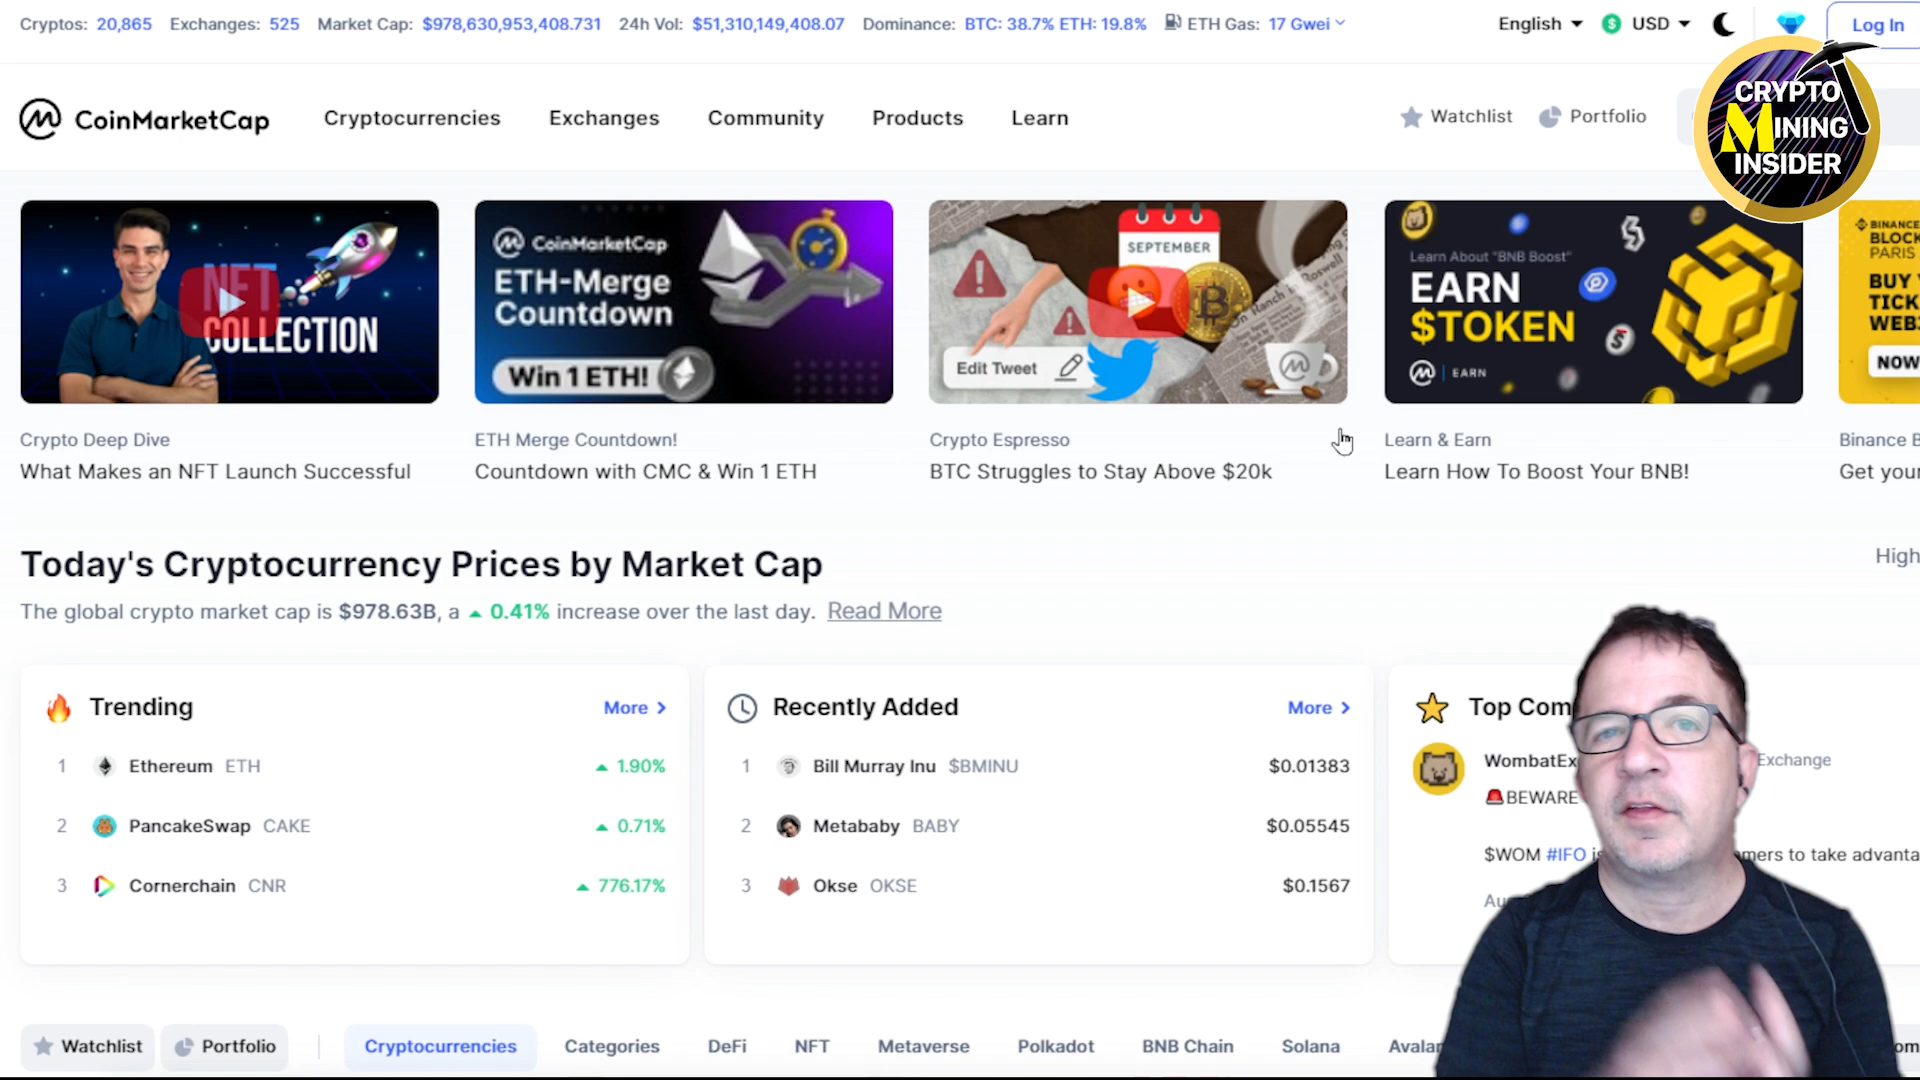 Cryptos: 20,865 Exchanges: 525 Market Cap: $978,630,953,408.731 24h Vol: $51,310,149,408.07 Dominance: BTC: 38.7% ETH: 19.8% ETH Gas: 17 Gwei English USD Log In
CoinMarketCap Cryptocurrencies Exchanges Community Products Learn Watchlist Portfolio
CRYPTO
MINING
INSIDER
NFT
COLLECTION
CoinMarketCap
ETH-Merge
Countdown
Win 1 ETH!
SEPTEMBER
Edit Tweet
Learn About "BNB Boost"
EARN
$TOKEN
EARN
BINANCE
BLOCK
PARIS
BUY
TICK
WEB3
NOW
Crypto Deep Dive
What Makes an NFT Launch Successful
ETH Merge Countdown!
Countdown with CMC & Win 1 ETH
Crypto Espresso
BTC Struggles to Stay Above $20k
Learn & Earn
Learn How To Boost Your BNB!
Binance B
Get your
Today's Cryptocurrency Prices by Market Cap
High
The global crypto market cap is $978.63B, a 0.41% increase over the last day. Read More
Trending More
1 Ethereum ETH 1.90%
2 PancakeSwap CAKE 0.71%
3 Cornerchain CNR 776.17%
Recently Added More
1 Bill Murray Inu $BMINU $0.01383
2 Metababy BABY $0.05545
3 Okse OKSE $0.1567
Top Com
WombatEx Exchange
BEWARE
$WOM #IFO is mers to take advanta
Au
Watchlist Portfolio Cryptocurrencies Categories DeFi NFT Metaverse Polkadot BNB Chain Solana Avalan om